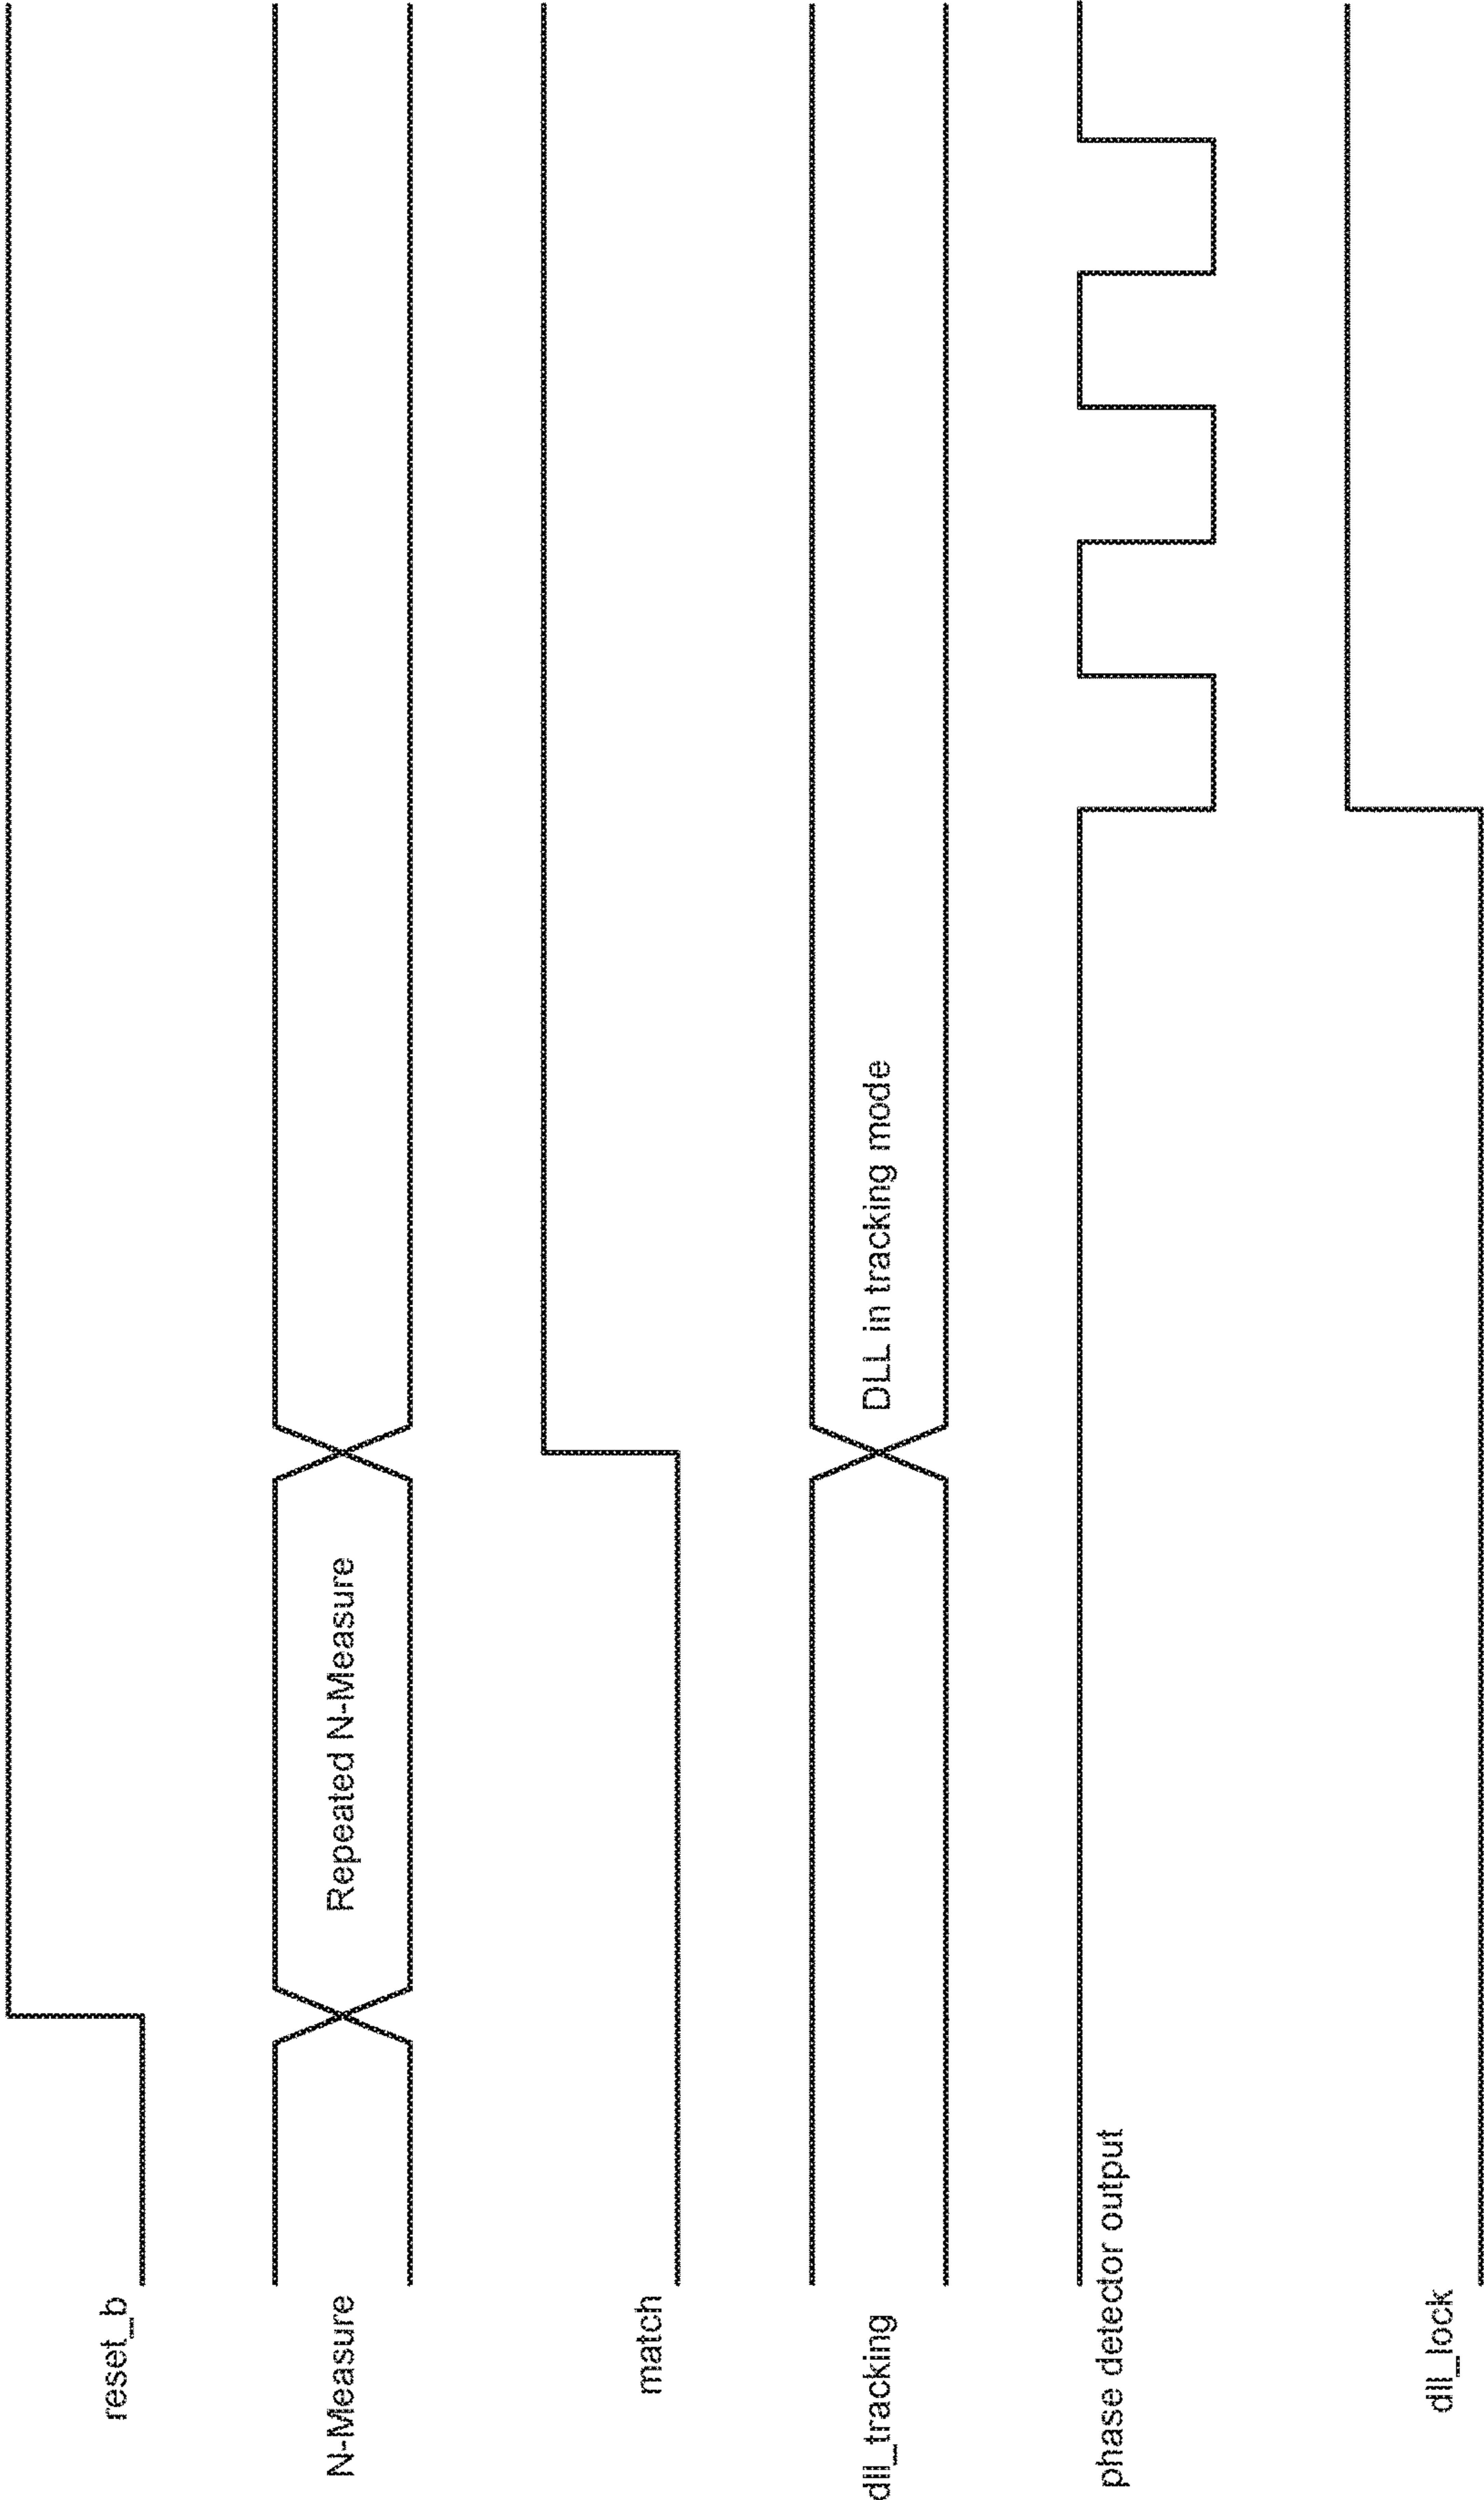 reset_b
N-Measure
Repeated N-Measure
match
dll_tracking
DLL in tracking mode
phase detector output
dll_lock